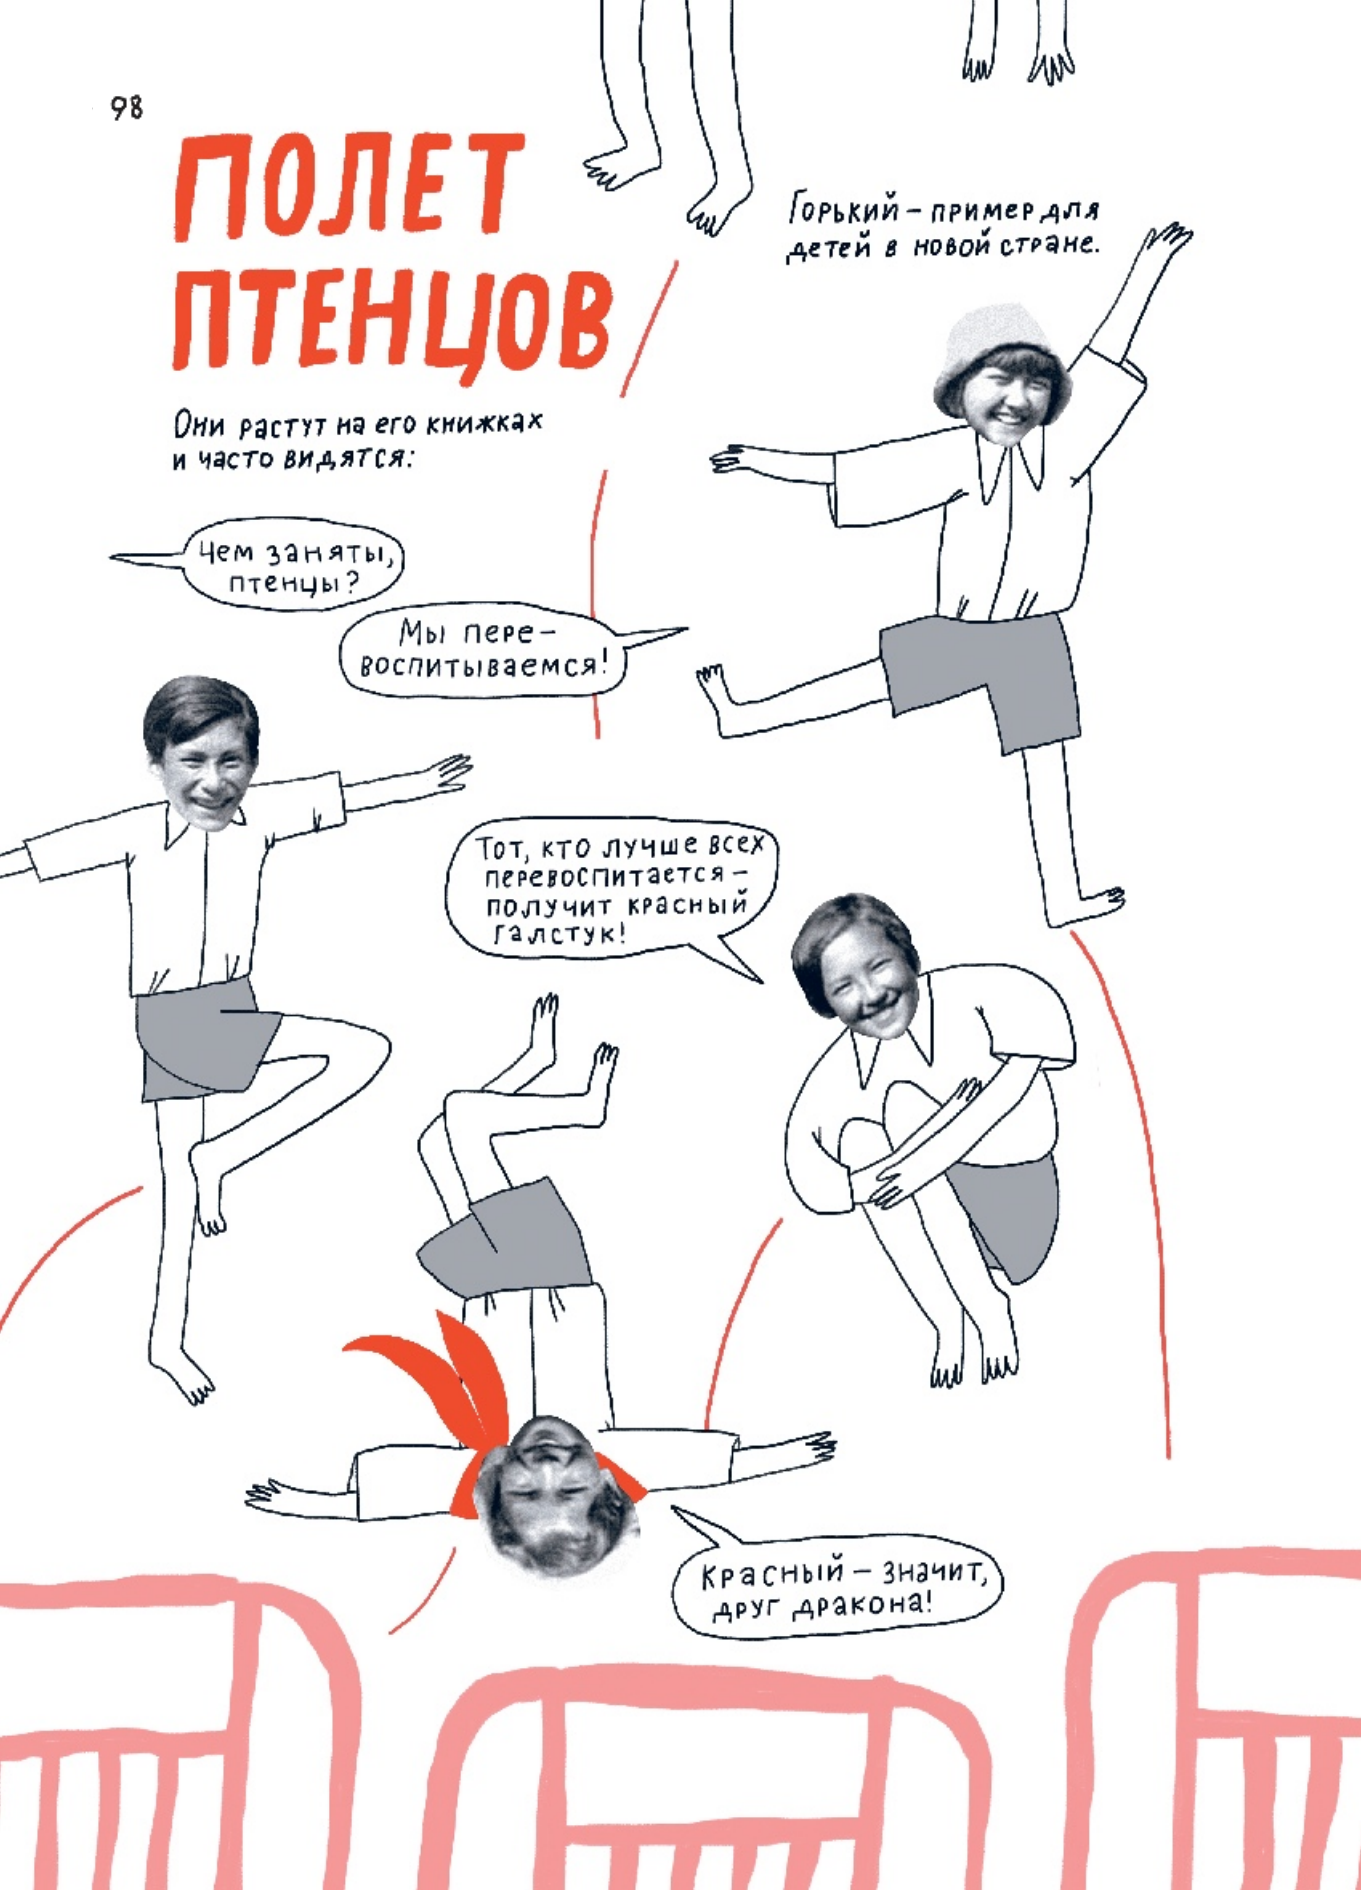 98
ПОЛЕТ
ПТЕНЦОВ
Горький – пример для
детей в новой стране.
Они растут на его книжках
и часто видятся:
Чем заняты,
птенцы?
Мы пере–
воспитываемся!
Тот, кто лучше всех
перевоспитается –
получит красный
галстук!
Красный – значит,
друг дракона!